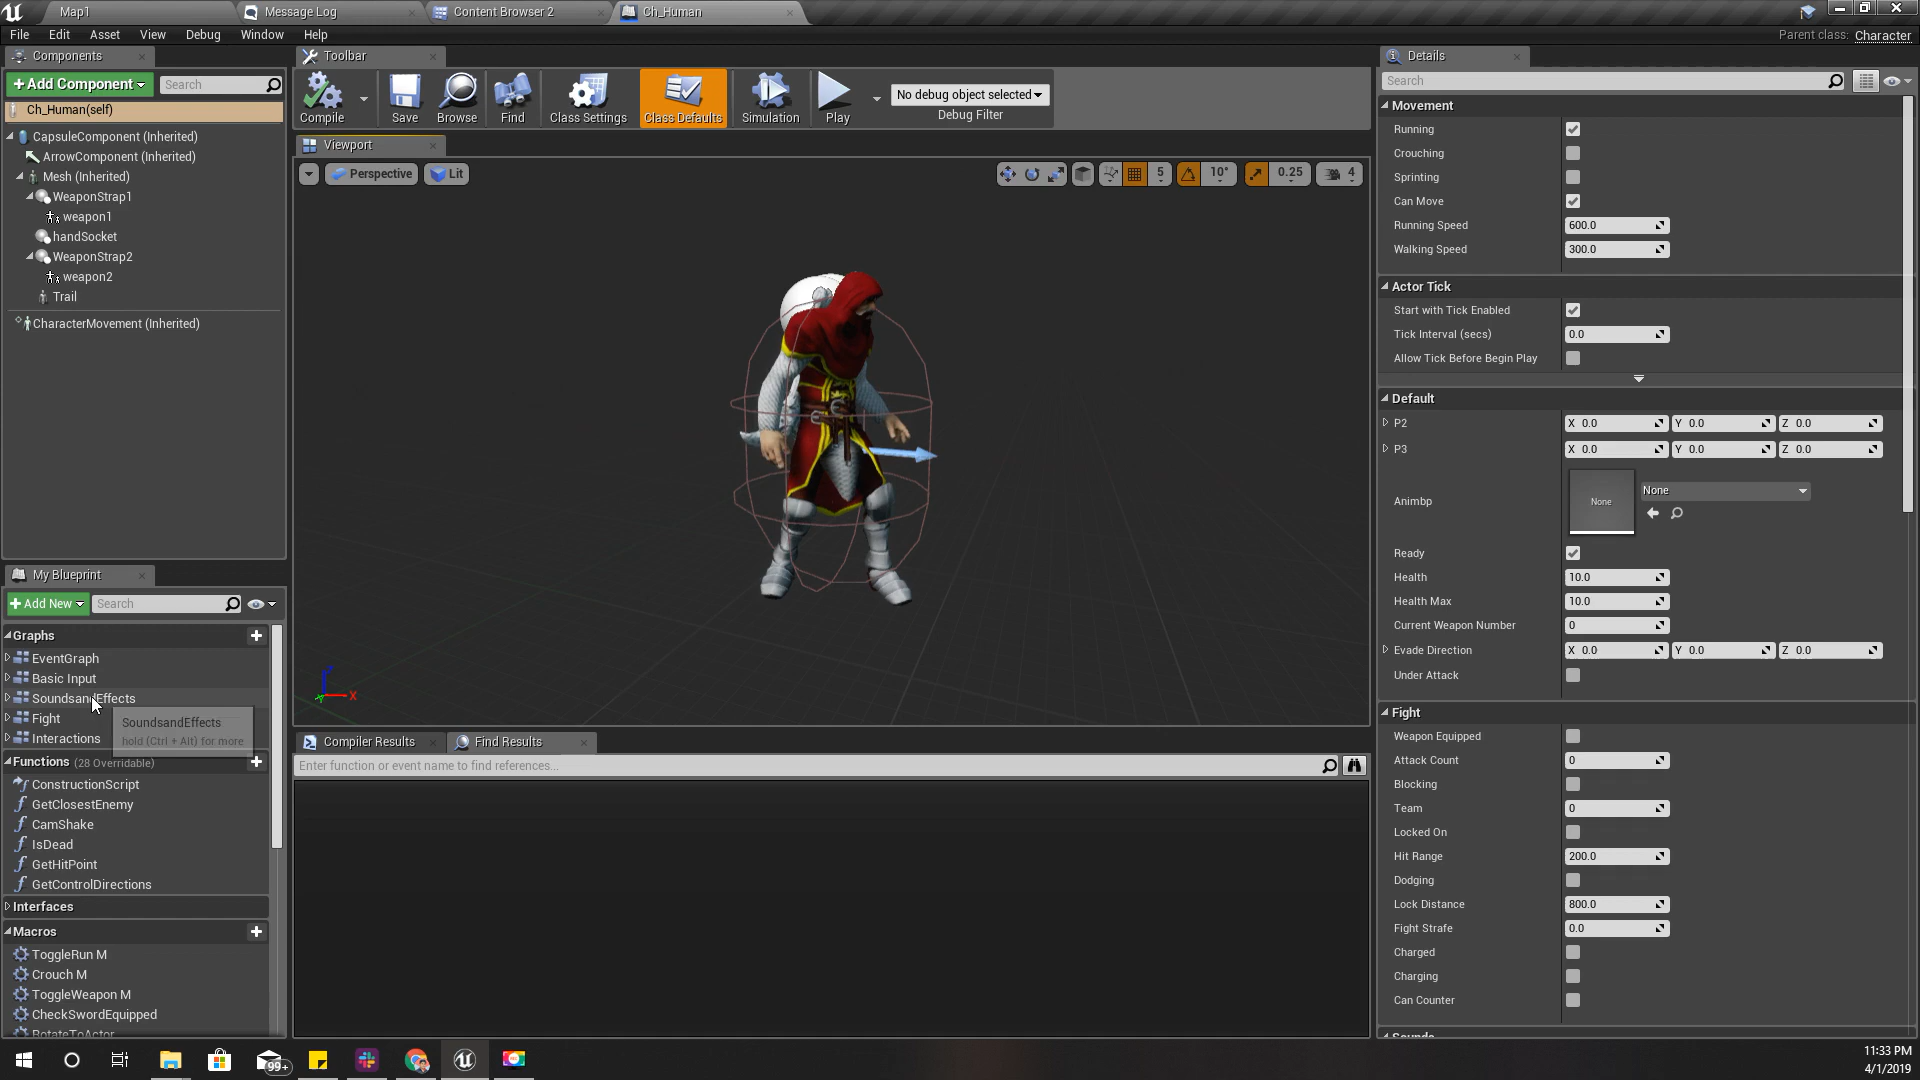 Map1
Message Log
Content Browser 2
Ch_Human
File Edit Asset View Debug Window Help
Parent class: Character
Components
+ Add Component
Search
Ch_Human(self)
CapsuleComponent (Inherited)
ArrowComponent (Inherited)
Mesh (Inherited)
WeaponStrap1
weapon1
handSocket
WeaponStrap2
weapon2
Trail
CharacterMovement (Inherited)
My Blueprint
+ Add New
Search
Graphs
EventGraph
Basic Input
SoundsandEffects
Fight
Interactions
SoundsandEffects
hold (Ctrl + Alt) for more
Functions (28 Overridable)
ConstructionScript
GetClosestEnemy
CamShake
IsDead
GetHitPoint
GetControlDirections
Interfaces
Macros
ToggleRun M
Crouch M
ToggleWeapon M
CheckSwordEquipped
RotateToActor
Toolbar
Compile
Save
Browse
Find
Class Settings
Class Defaults
Simulation
Play
No debug object selected
Debug Filter
Viewport
Perspective
Lit
5
10°
0.25
4
X
Compiler Results
Find Results
Enter function or event name to find references...
Details
Search
Movement
Running
Crouching
Sprinting
Can Move
Running Speed 600.0
Walking Speed 300.0
Actor Tick
Start with Tick Enabled
Tick Interval (secs) 0.0
Allow Tick Before Begin Play
Default
P2 X 0.0 Y 0.0 Z 0.0
P3 X 0.0 Y 0.0 Z 0.0
Animbp None None
Ready
Health 10.0
Health Max 10.0
Current Weapon Number 0
Evade Direction X 0.0 Y 0.0 Z 0.0
Under Attack
Fight
Weapon Equipped
Attack Count 0
Blocking
Team 0
Locked On
Hit Range 200.0
Dodging
Lock Distance 800.0
Fight Strafe 0.0
Charged
Charging
Can Counter
Sounds
99+
11:33 PM
4/1/2019